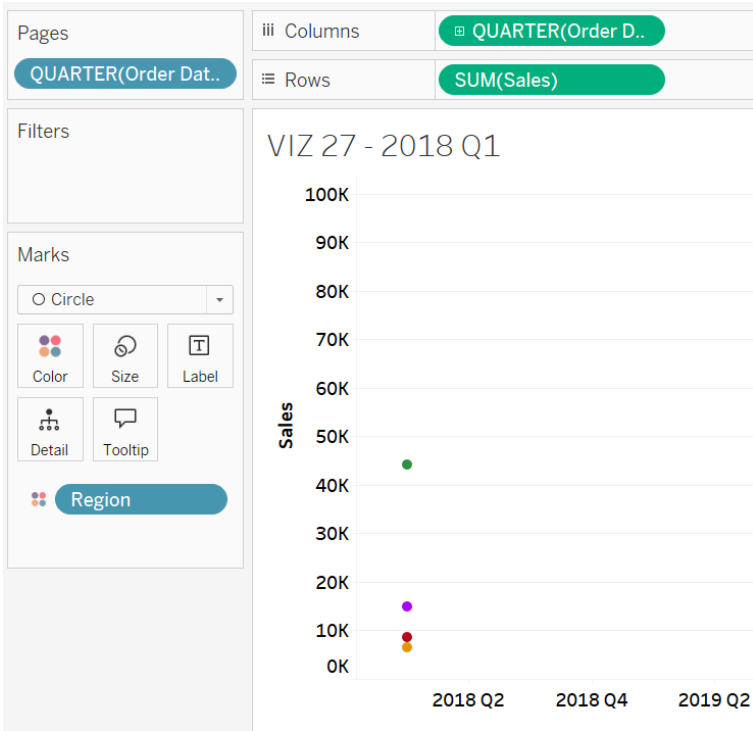 Pages
QUARTER(Order Dat..
iii Columns
QUARTER(Order D..
Rows
SUM(Sales)
Filters
Marks
Circle
Color
Size
T
Label
Detail
Tooltip
Region
VIZ 27 - 2018 Q1
100K
90K
80K
70K
60K
50K
40K
30K
20K
10K
0K
Sales
2018 Q2 2018 Q4 2019 Q2